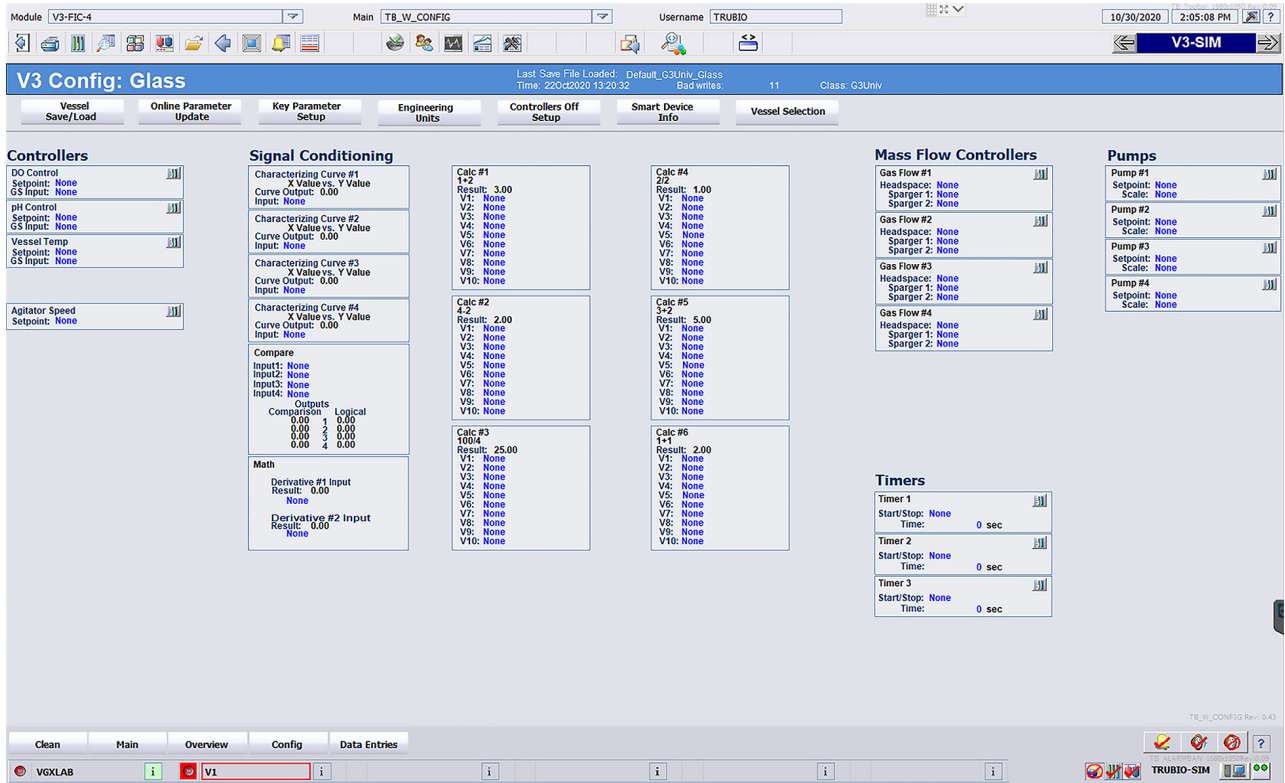 TB_Toolbar: 1680x1050 Rev:0.09
Module V3-FIC-4 Main TB_W_CONFIG Username TRUBIO 10/30/2020 2:05:08 PM ?
V3-SIM
V3 Config: Glass
Last Save File Loaded: Default_G3Univ_Glass
Time: 22Oct2020 13:20:32 Bad writes: 11 Class: G3Univ
Vessel Save/Load
Online Parameter Update
Key Parameter Setup
Engineering Units
Controllers Off Setup
Smart Device Info
Vessel Selection
Controllers
DO Control
Setpoint: None
GS Input: None
pH Control
Setpoint: None
GS Input: None
Vessel Temp
Setpoint: None
GS Input: None
Agitator Speed
Setpoint: None
Signal Conditioning
Characterizing Curve #1
X Value vs. Y Value
Curve Output: 0.00
Input: None
Characterizing Curve #2
X Value vs. Y Value
Curve Output: 0.00
Input: None
Characterizing Curve #3
X Value vs. Y Value
Curve Output: 0.00
Input: None
Characterizing Curve #4
X Value vs. Y Value
Curve Output: 0.00
Input: None
Compare
Input1: None
Input2: None
Input3: None
Input4: None
Outputs
Comparison Logical
0.00 1 0.00
0.00 2 0.00
0.00 3 0.00
0.00 4 0.00
Math
Derivative #1 Input
Result: 0.00
None
Derivative #2 Input
Result: 0.00
None
Calc #1
1+2
Result: 3.00
V1: None
V2: None
V3: None
V4: None
V5: None
V6: None
V7: None
V8: None
V9: None
V10: None
Calc #2
4-2
Result: 2.00
V1: None
V2: None
V3: None
V4: None
V5: None
V6: None
V7: None
V8: None
V9: None
V10: None
Calc #3
100/4
Result: 25.00
V1: None
V2: None
V3: None
V4: None
V5: None
V6: None
V7: None
V8: None
V9: None
V10: None
Calc #4
2/2
Result: 1.00
V1: None
V2: None
V3: None
V4: None
V5: None
V6: None
V7: None
V8: None
V9: None
V10: None
Calc #5
3+2
Result: 5.00
V1: None
V2: None
V3: None
V4: None
V5: None
V6: None
V7: None
V8: None
V9: None
V10: None
Calc #6
1+1
Result: 2.00
V1: None
V2: None
V3: None
V4: None
V5: None
V6: None
V7: None
V8: None
V9: None
V10: None
Mass Flow Controllers
Gas Flow #1
Headspace: None
Sparger 1: None
Sparger 2: None
Gas Flow #2
Headspace: None
Sparger 1: None
Sparger 2: None
Gas Flow #3
Headspace: None
Sparger 1: None
Sparger 2: None
Gas Flow #4
Headspace: None
Sparger 1: None
Sparger 2: None
Pumps
Pump #1
Setpoint: None
Scale: None
Pump #2
Setpoint: None
Scale: None
Pump #3
Setpoint: None
Scale: None
Pump #4
Setpoint: None
Scale: None
Timers
Timer 1
Start/Stop: None
Time: 0 sec
Timer 2
Start/Stop: None
Time: 0 sec
Timer 3
Start/Stop: None
Time: 0 sec
TB_W_CONFIG Rev: 0.43
Clean Main Overview Config Data Entries ?
TB_ALARMBAN 1680x1050Rev:0.09
VGXLAB i V1 i i i i i TRUBIO-SIM